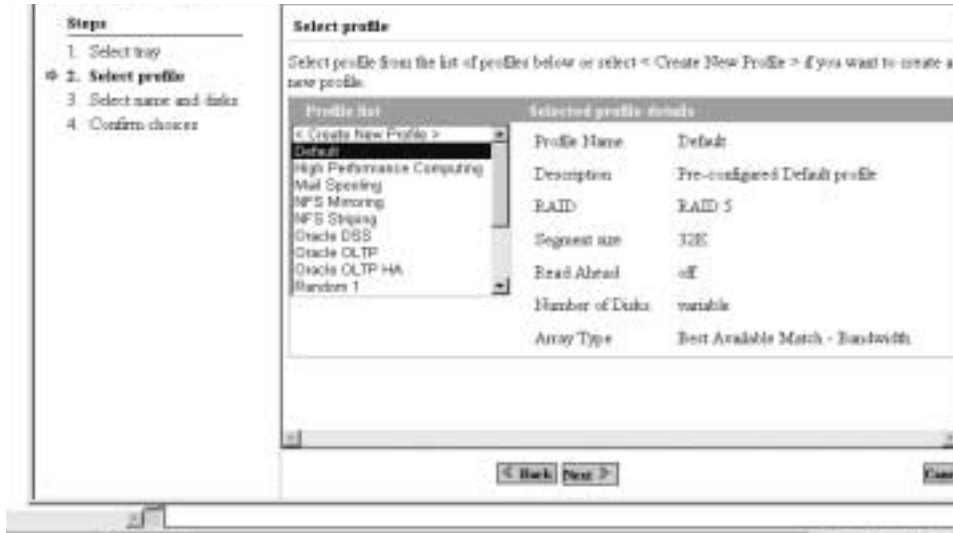 Steps
1. Select tray
2. Select profile
3. Select name and disks
4. Confirm choices
Select profile
Select profile from the list of profiles below or select < Create New Profile > if you want to create a
new profile.
Profile list
< Create New Profile >
Default
High Performance Computing
Mail Spooling
NFS Mirroring
NFS Striping
Oracle DSS
Oracle OLTP
Oracle OLTP HA
Random 1
Selected profile details
Profile Name Default
Description Pre-configured Default profile
RAID RAID 5
Segment size 32K
Read Ahead off
Number of Disks variable
Array Type Best Available Match - Bandwidth
Back Next Canc